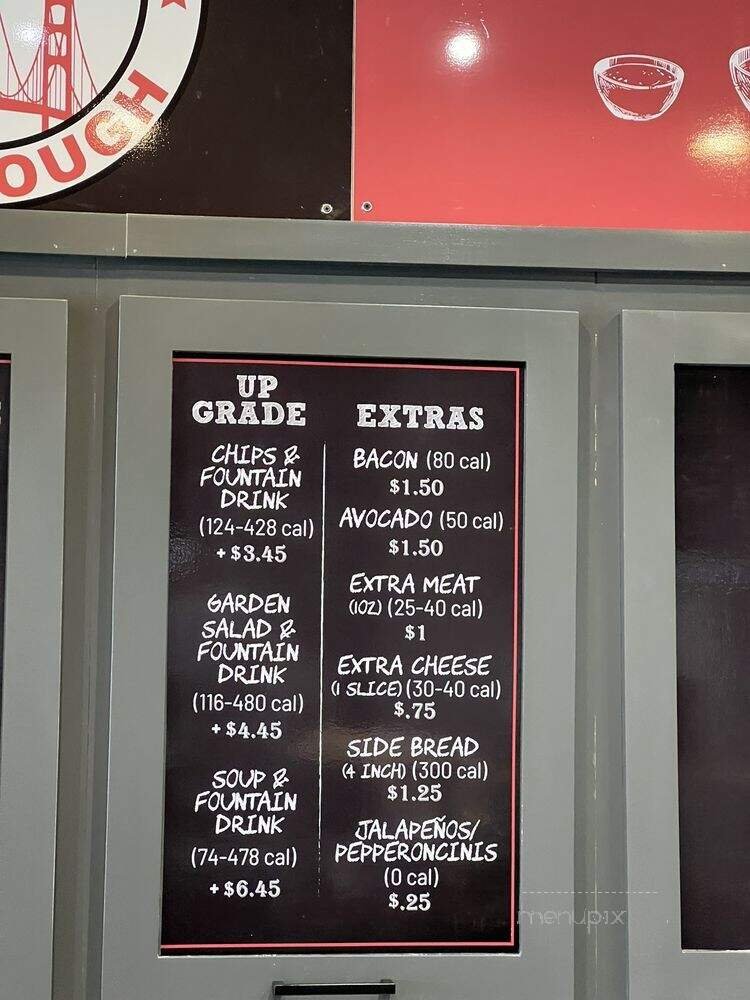 OUGH
UP
GRADE
CHIPS &
FOUNTAIN
DRINK
(124-428 cal)
+ $3.45
GARDEN
SALAD &
FOUNTAIN
DRINK
(116-480 cal)
+ $4.45
SOUP &
FOUNTAIN
DRINK
(74-478 cal)
+ $6.45
EXTRAS
BACON (80 cal)
$1.50
AVOCADO (50 cal)
$1.50
EXTRA MEAT
(1OZ) (25-40 cal)
$1
EXTRA CHEESE
(1 SLICE) (30-40 cal)
$.75
SIDE BREAD
(4 INCH) (300 cal)
$1.25
JALAPEÑOS/
PEPPERONCINIS
(0 cal)
$.25
menupix